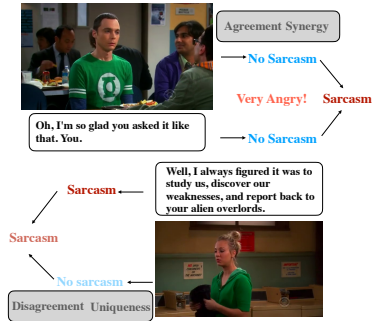 Agreement Synergy
No Sarcasm
Very Angry!
Sarcasm
Oh, I'm so glad you asked it like
that. You.
No Sarcasm
Sarcasm
Well, I always figured it was to
study us, discover our
weaknesses, and report back to
your alien overlords.
Sarcasm
No sarcasm
Disagreement Uniqueness